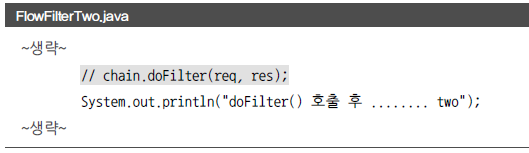 FlowFilterTwo.java
~생략~
// chain.doFilter(req, res);
System.out.println("doFilter() 호출 후 ........ two");
~생략~